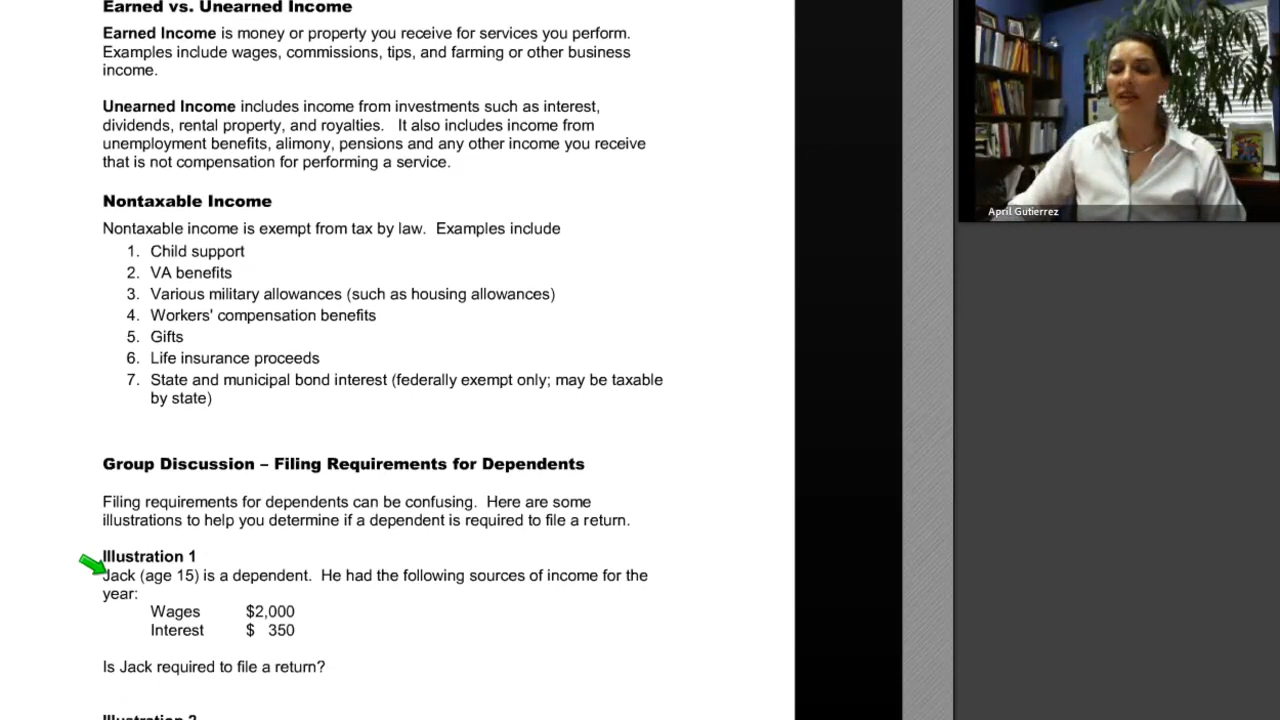 Earned vs. Unearned Income
Earned Income is money or property you receive for services you perform.
Examples include wages, commissions, tips, and farming or other business
income.
Unearned Income includes income from investments such as interest,
dividends, rental property, and royalties. It also includes income from
unemployment benefits, alimony, pensions and any other income you receive
that is not compensation for performing a service.
Nontaxable Income
Nontaxable income is exempt from tax by law. Examples include
1. Child support
2. VA benefits
3. Various military allowances (such as housing allowances)
4. Workers' compensation benefits
5. Gifts
6. Life insurance proceeds
7. State and municipal bond interest (federally exempt only; may be taxable
by state)
Group Discussion – Filing Requirements for Dependents
Filing requirements for dependents can be confusing. Here are some
illustrations to help you determine if a dependent is required to file a return.
Illustration 1
Jack (age 15) is a dependent. He had the following sources of income for the
year:
Wages $2,000
Interest $ 350
Is Jack required to file a return?
Illustration 2
April Gutierrez